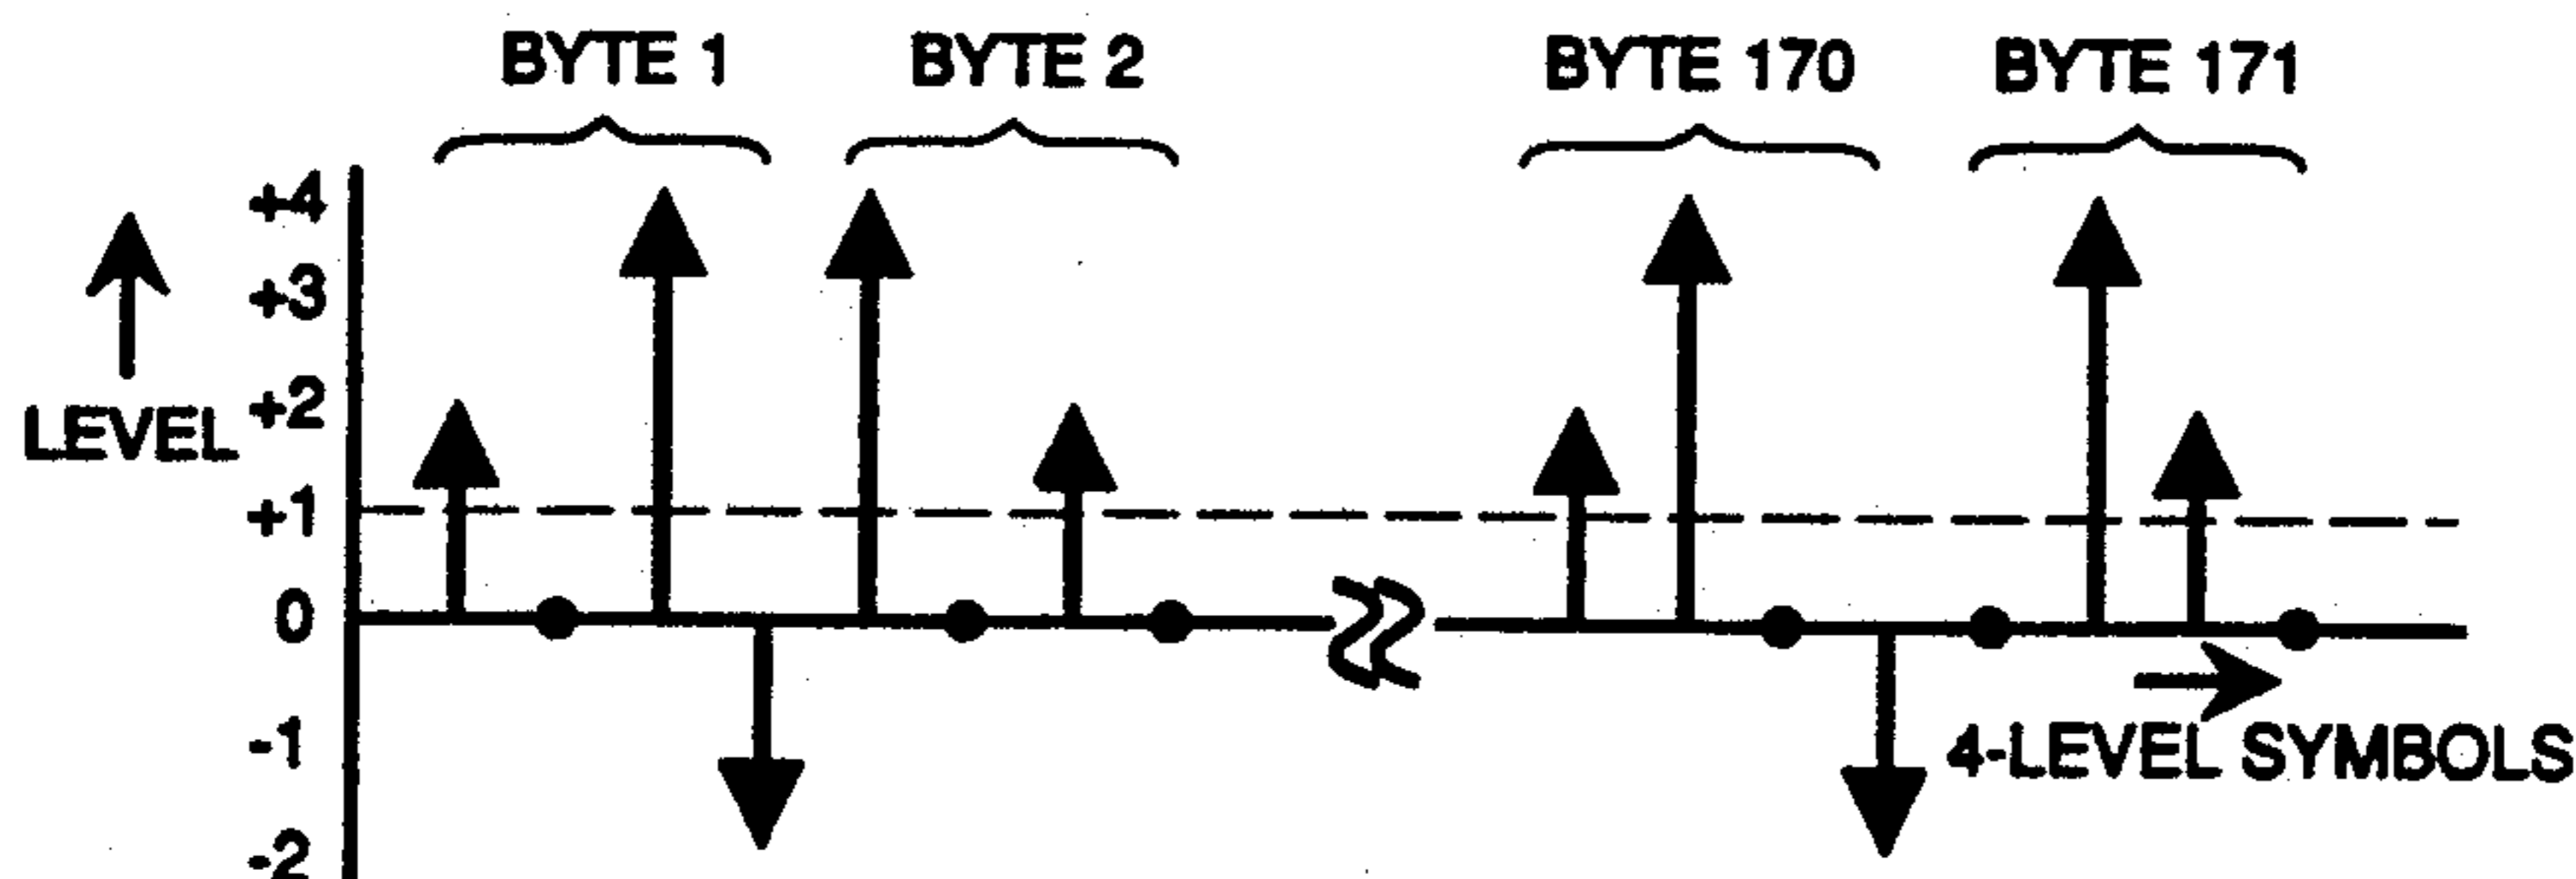 BYTE 1 BYTE 2 BYTE 170 BYTE 171
+4
+3
+2
LEVEL
+1
0
-1
4-LEVEL SYMBOLS
-2